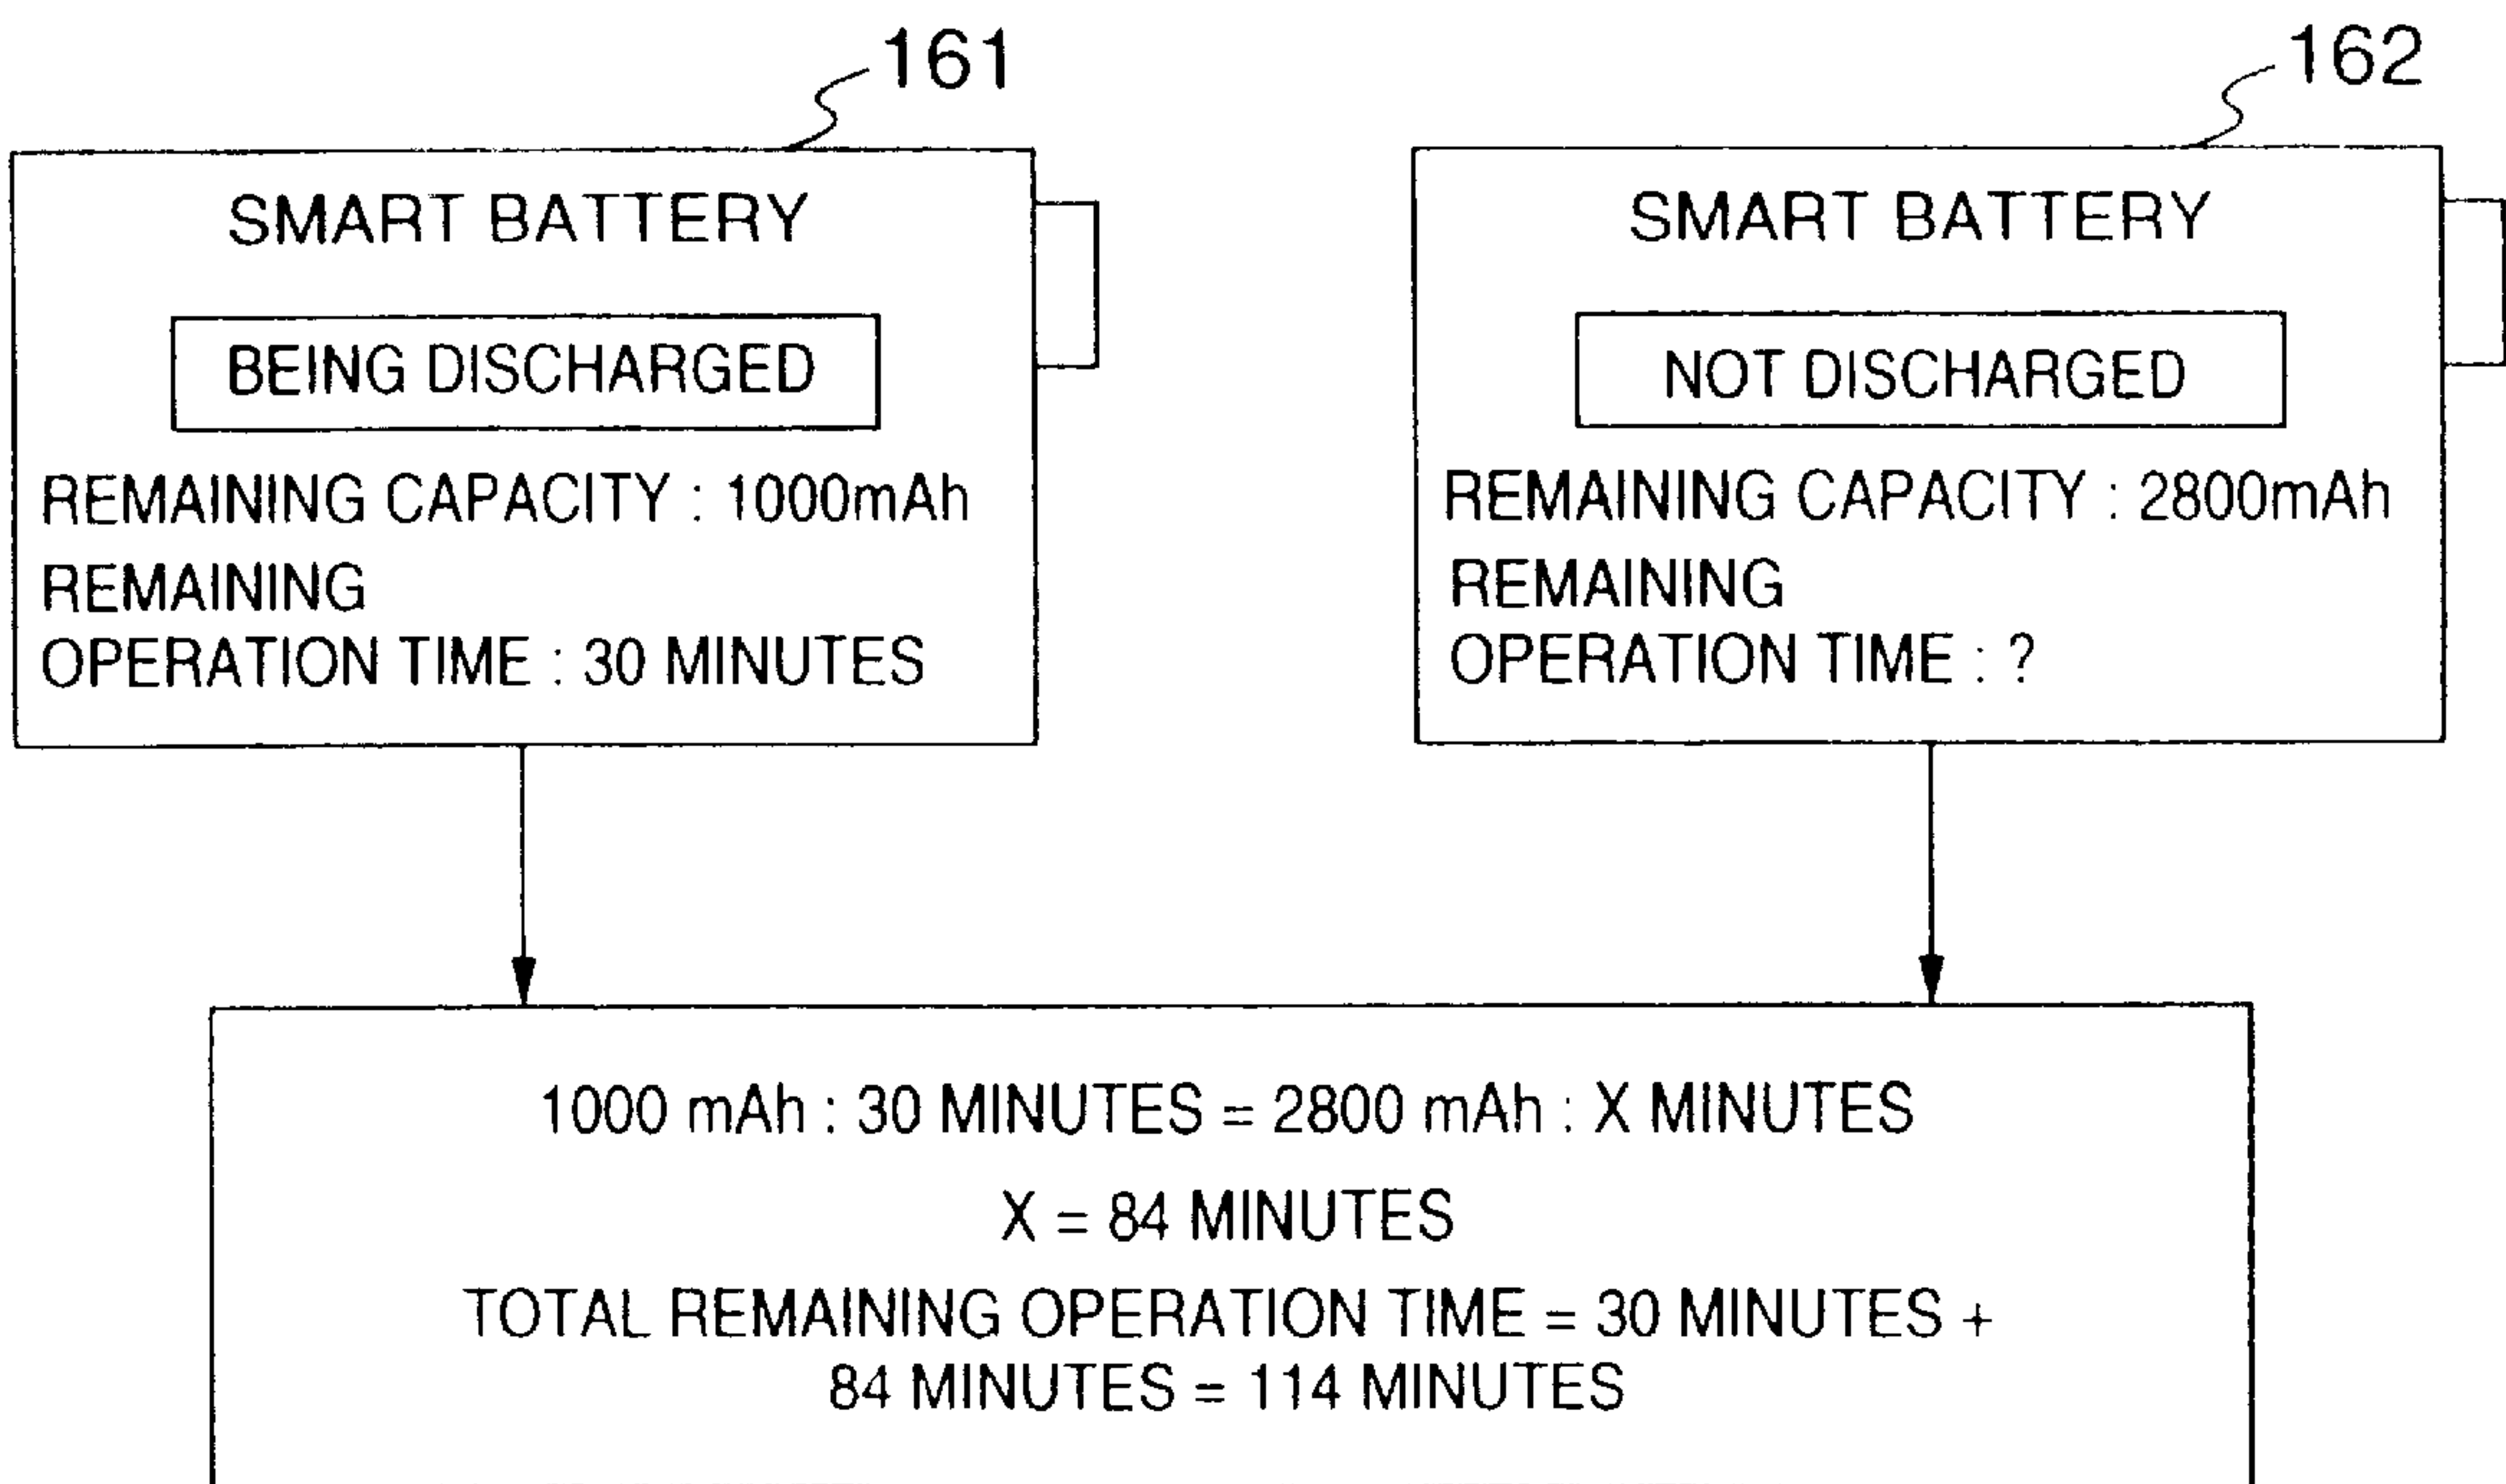 161
SMART BATTERY
BEING DISCHARGED
REMAINING CAPACITY : 1000mAh
REMAINING
OPERATION TIME : 30 MINUTES
162
SMART BATTERY
NOT DISCHARGED
REMAINING CAPACITY : 2800mAh
REMAINING
OPERATION TIME : ?
1000 mAh : 30 MINUTES = 2800 mAh : X MINUTES
X = 84 MINUTES
TOTAL REMAINING OPERATION TIME = 30 MINUTES +
84 MINUTES = 114 MINUTES